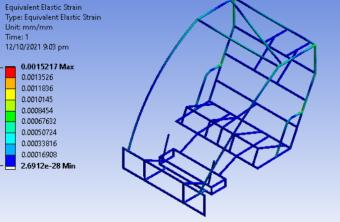 Equivalent Elastic Strain
Type: Equivalent Elastic Strain
Unit: mm/mm
Time: 1
12/10/2021 9:03 pm
0.0015217 Max
0.0013526
0.0011836
0.0010145
0.0008454
0.00067632
0.00050724
0.00033816
0.00016908
2.6912e-28 Min